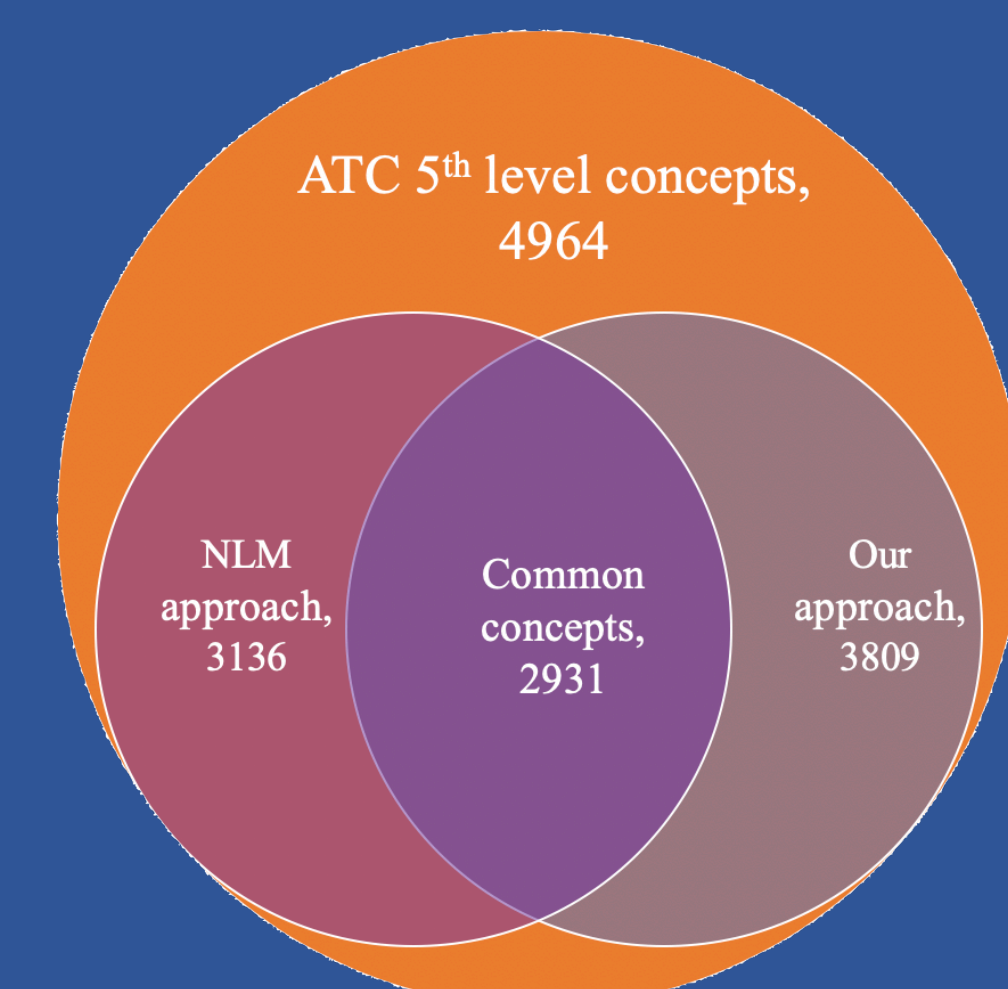 ATC 5th level concepts,
4964
NLM
approach,
3136
Common
concepts,
2931
Our
approach,
3809